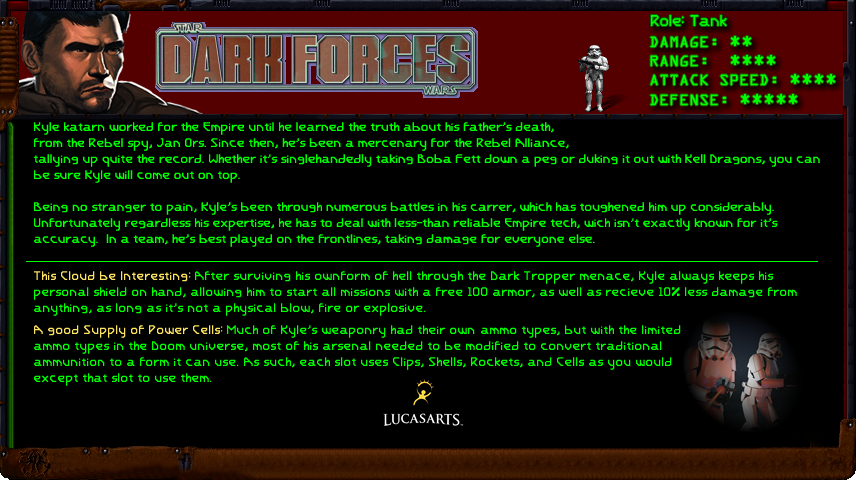 STAR
DARK FORCES
WARS
Role: Tank
DAMAGE: **
RANGE: ****
ATTACK SPEED: ****
DEFENSE: *****
Kyle katarn worked for the Empire until he learned the truth about his father's death,
from the Rebel spy, Jan Ors. Since then, he's been a mercenary for the Rebel Alliance,
tallying up quite the record. Whether it's singlehandedly taking Boba Fett down a peg or duking it out with Kell Dragons, you can
be sure Kyle will come out on top.
Being no stranger to pain, Kyle's been through numerous battles in his carrer, which has toughened him up considerably.
Unfortunately regardless his expertise, he has to deal with less-than reliable Empire tech, wich isn't exactly known for it's
accuracy. In a team, he's best played on the frontlines, taking damage for everyone else.
This Cloud be Interesting: After surviving his ownform of hell through the Dark Tropper menace, Kyle always keeps his
personal shield on hand, allowing him to start all missions with a free 100 armor, as well as recieve 10% less damage from
anything, as long as it's not a physical blow, fire or explosive.
A good Supply of Power Cells: Much of Kyle's weaponry had their own ammo types, but with the limited
ammo types in the Doom universe, most of his arsenal needed to be modified to convert traditional
ammunition to a form it can use. As such, each slot uses Clips, Shells, Rockets, and Cells as you would
except that slot to use them.
LUCASARTS.